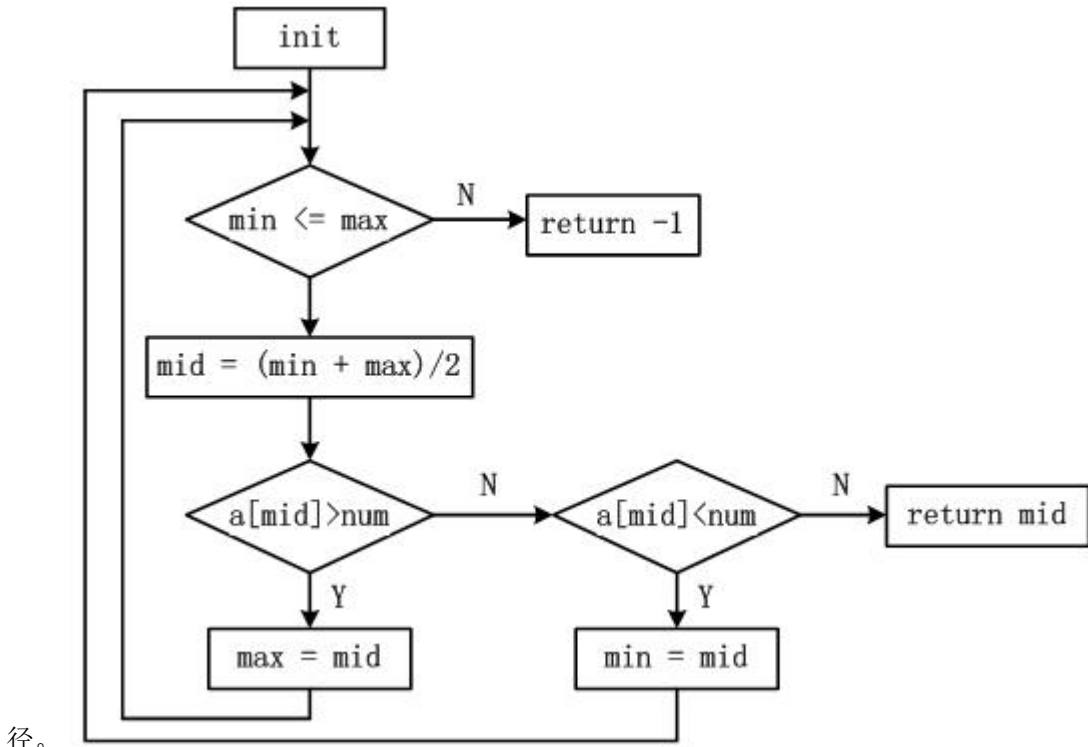 init
min <= max
N
return -1
mid = (min + max)/2
a[mid]>num
N
a[mid]<num
N
return mid
Y
Y
max = mid
min = mid
径。